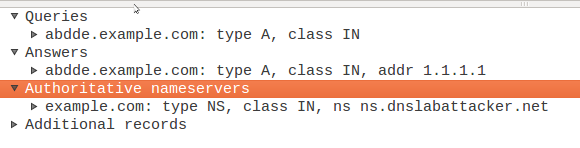 Queries
abdde.example.com: type A, class IN
Answers
abdde.example.com: type A, class IN, addr 1.1.1.1
Authoritative nameservers
example.com: type NS, class IN, ns ns.dnslabattacker.net
Additional records